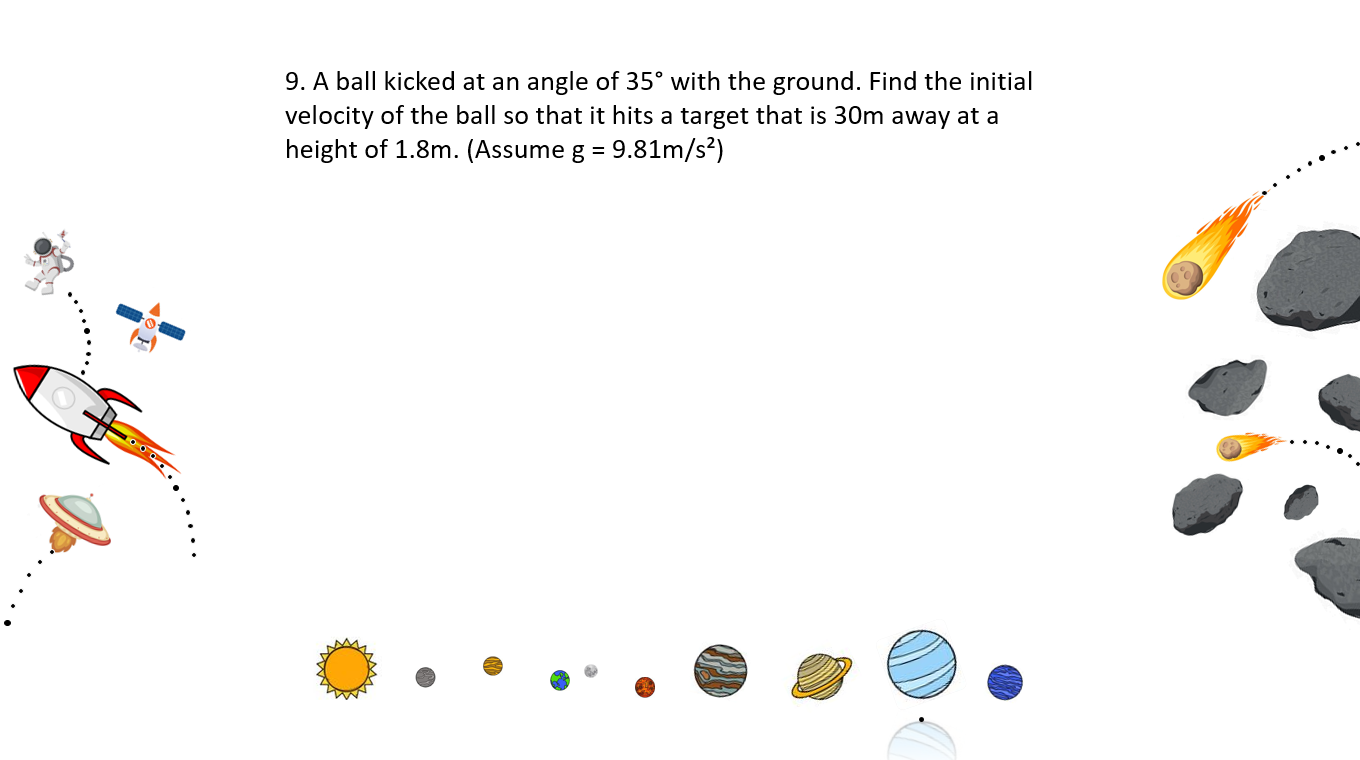 9. A ball kicked at an angle of 35° with the ground. Find the initial
velocity of the ball so that it hits a target that is 30m away at a
height of 1.8m. (Assume g = 9.81m/s²)